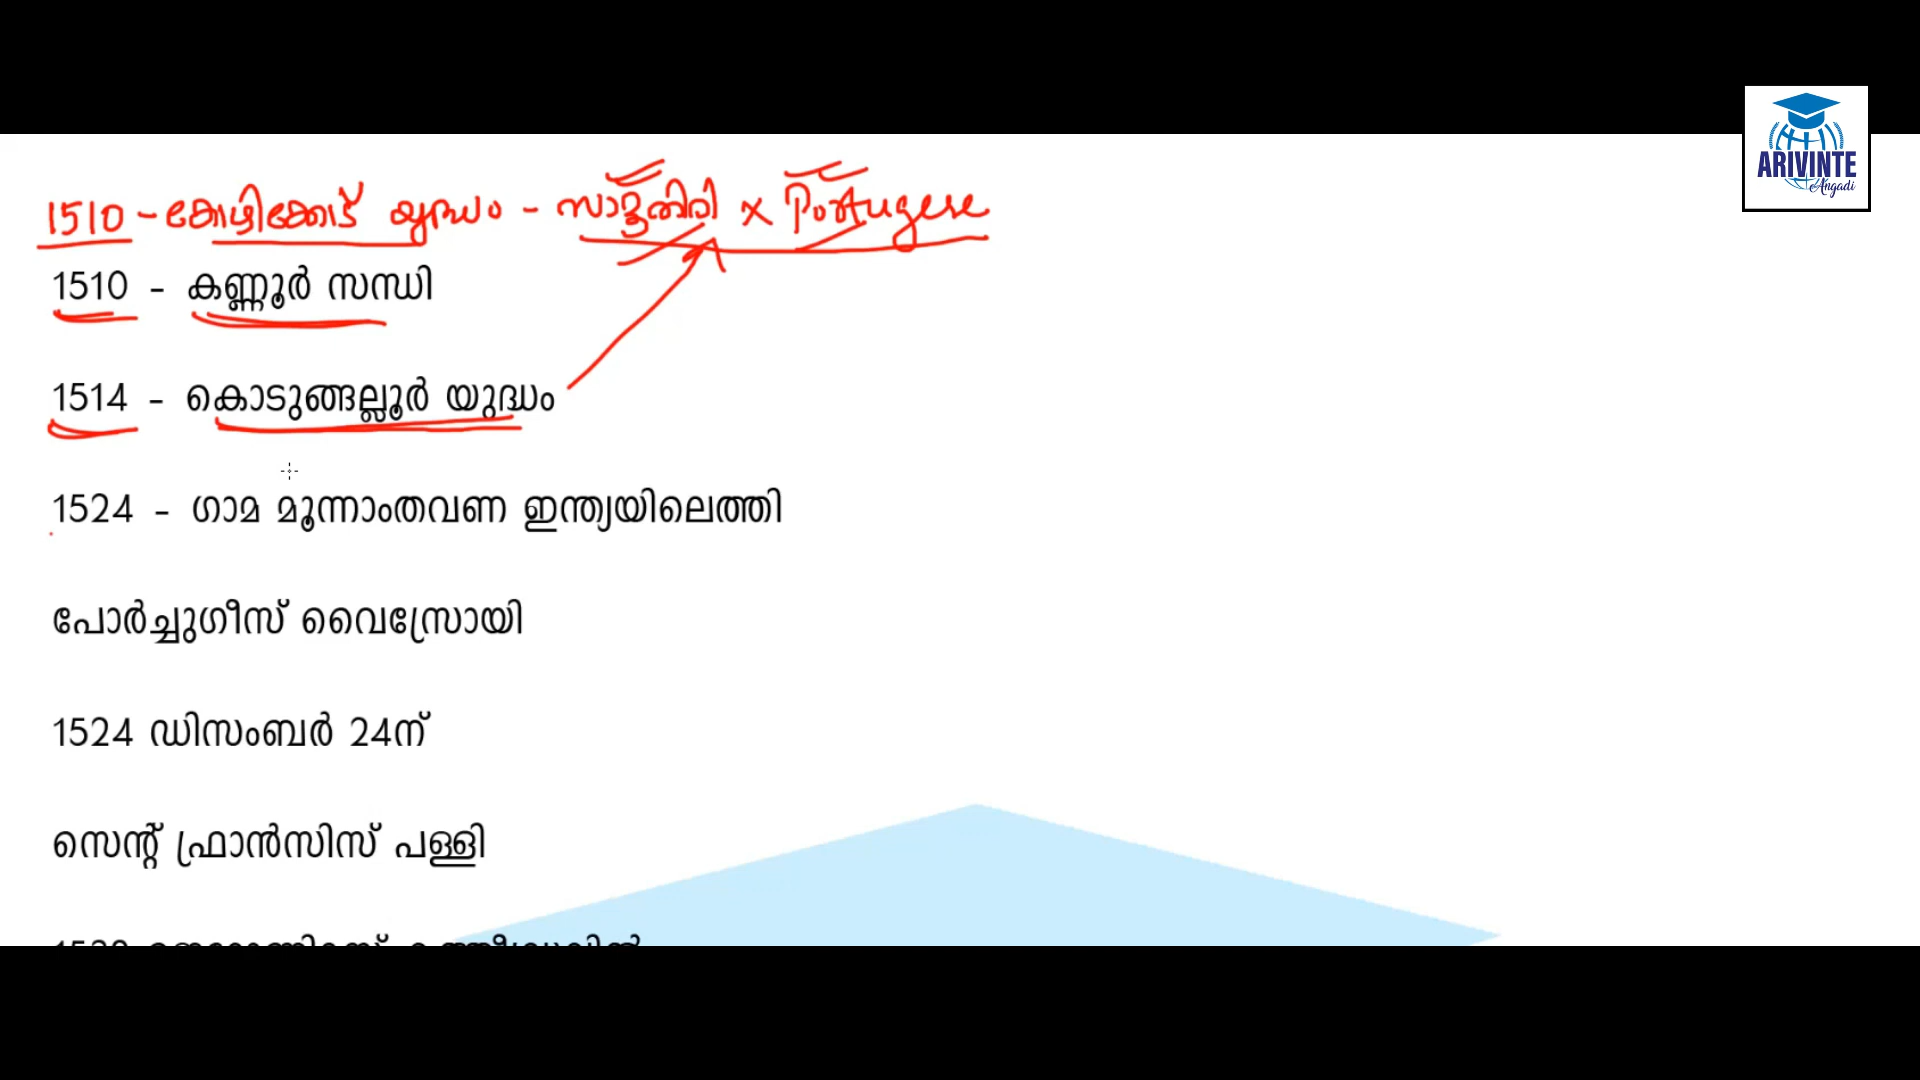 ARIVINTE
Angadi
1510 - കോഴിക്കോട് യുദ്ധം - സാമൂതിരി x Portugese
1510 - കണ്ണൂർ സന്ധി
1514 - കൊടുങ്ങല്ലൂർ യുദ്ധം
1524 - ഗാമ മൂന്നാംതവണ ഇന്ത്യയിലെത്തി
പോർച്ചുഗീസ് വൈസ്രോയി
1524 ഡിസംബർ 24ന്
സെന്റ് ഫ്രാൻസിസ് പള്ളി